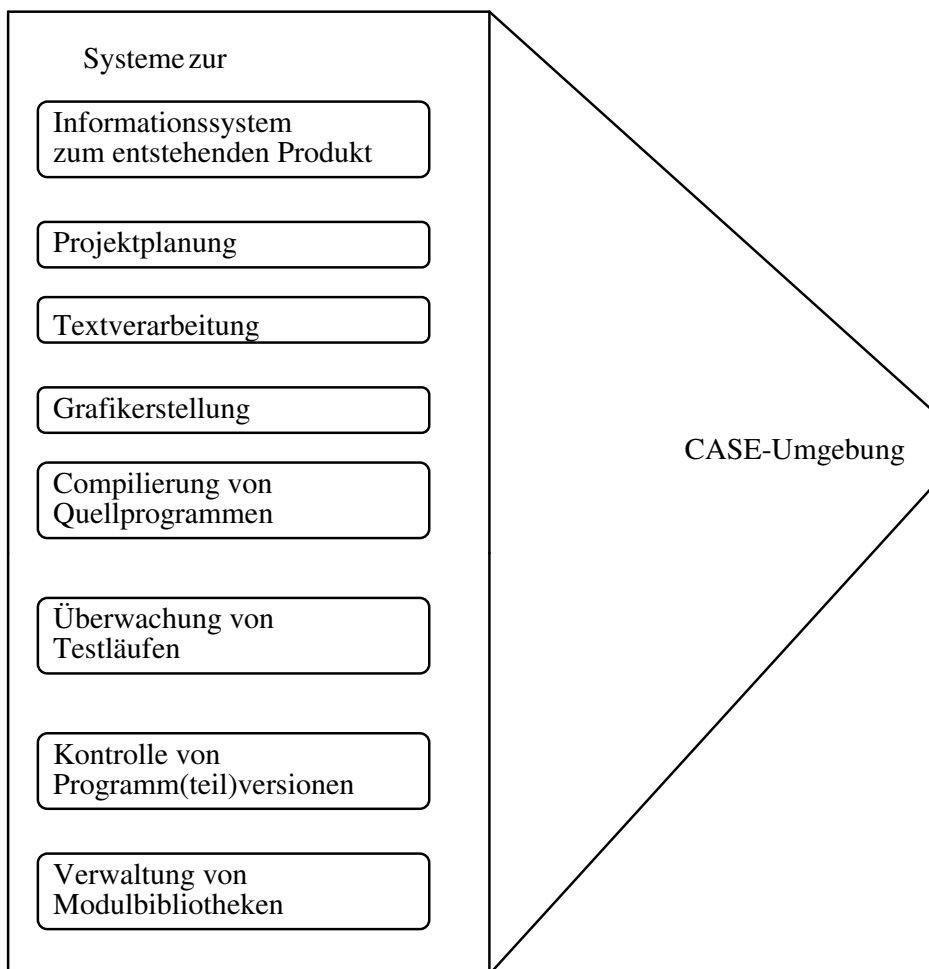 Systeme zur
Informationssystem
zum entstehenden Produkt
Projektplanung
Textverarbeitung
Grafikerstellung
CASE-Umgebung
Compilierung von
Quellprogrammen
Überwachung von
Testläufen
Kontrolle von
Programm(teil)versionen
Verwaltung von
Modulbibliotheken